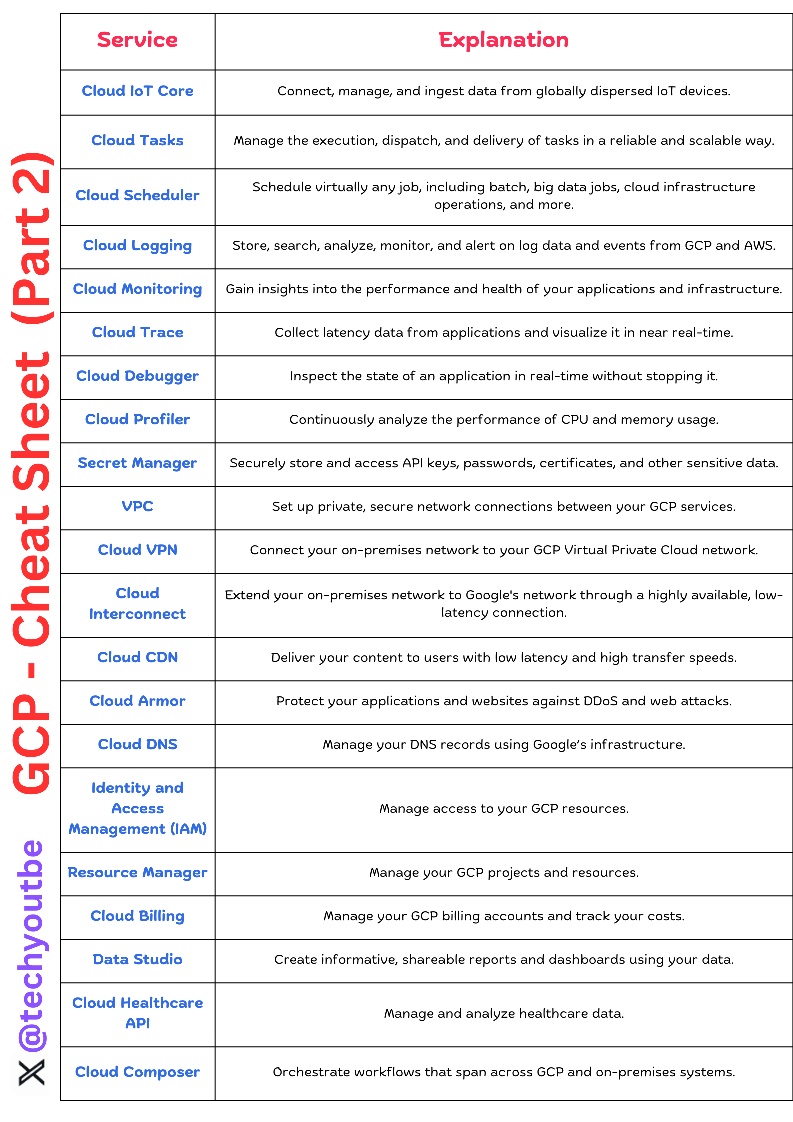 Service
Explanation
Cloud IoT Core
Connect, manage, and ingest data from globally dispersed IoT devices.
Cloud Tasks
Manage the execution, dispatch, and delivery of tasks in a reliable and scalable way.
Cloud Scheduler
Schedule virtually any job, including batch, big data jobs, cloud infrastructure
operations, and more.
Cloud Logging
Store, search, analyze, monitor, and alert on log data and events from GCP and AWS.
Cloud Monitoring
Gain insights into the performance and health of your applications and infrastructure.
Cloud Trace
Collect latency data from applications and visualize it in near real-time.
Cloud Debugger
Inspect the state of an application in real-time without stopping it.
Cloud Profiler
Continuously analyze the performance of CPU and memory usage.
Secret Manager
Securely store and access API keys, passwords, certificates, and other sensitive data.
VPC
Set up private, secure network connections between your GCP services.
Cloud VPN
Connect your on-premises network to your GCP Virtual Private Cloud network.
Cloud
Interconnect
Extend your on-premises network to Google's network through a highly available, low-
latency connection.
Cloud CDN
Deliver your content to users with low latency and high transfer speeds.
Cloud Armor
Protect your applications and websites against DDoS and web attacks.
Cloud DNS
Manage your DNS records using Google's infrastructure.
Identity and
Access
Management (IAM)
Manage access to your GCP resources.
Resource Manager
Manage your GCP projects and resources.
Cloud Billing
Manage your GCP billing accounts and track your costs.
Data Studio
Create informative, shareable reports and dashboards using your data.
Cloud Healthcare
API
Manage and analyze healthcare data.
Cloud Composer
Orchestrate workflows that span across GCP and on-premises systems.
GCP - Cheat Sheet (Part 2)
X @techyoutbe